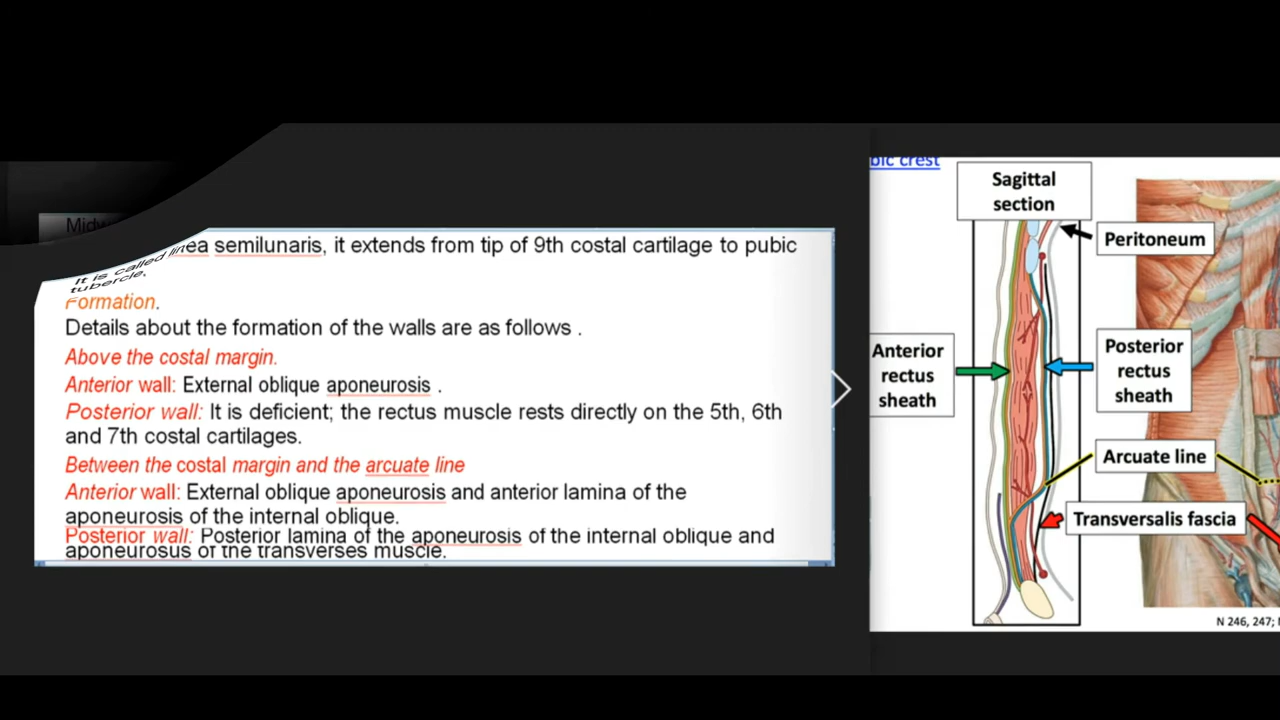 Midw
It is called linea semilunaris, it extends from tip of 9th costal cartilage to pubic
tubercle.
Formation.
Details about the formation of the walls are as follows .
Above the costal margin.
Anterior wall: External oblique aponeurosis .
Posterior wall: It is deficient; the rectus muscle rests directly on the 5th, 6th
and 7th costal cartilages.
Between the costal margin and the arcuate line
Anterior wall: External oblique aponeurosis and anterior lamina of the
aponeurosis of the internal oblique.
Posterior wall: Posterior lamina of the aponeurosis of the internal oblique and
aponeurosus of the transverses muscle.
bic crest
Sagittal
section
Peritoneum
Anterior
rectus
sheath
Posterior
rectus
sheath
Arcuate line
Transversalis fascia
N 246, 247;